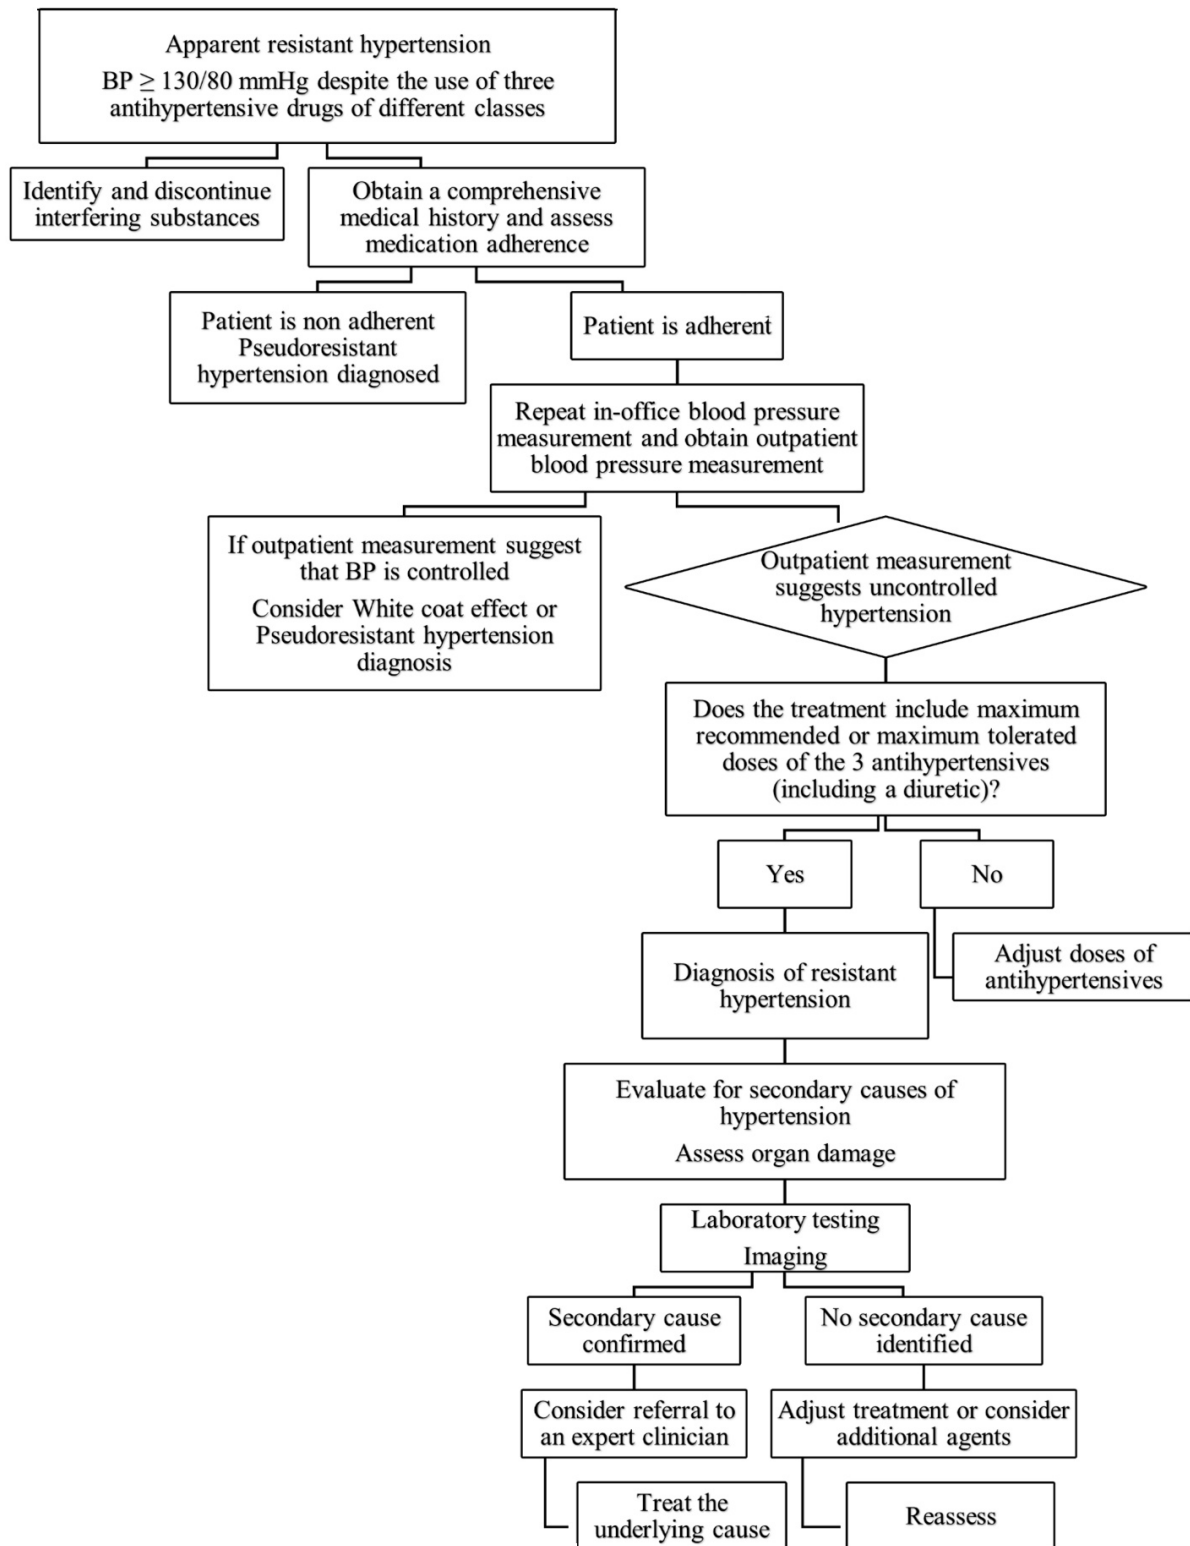 Apparent resistant hypertension
BP ≥ 130/80 mmHg despite the use of three
antihypertensive drugs of different classes
Identify and discontinue
interfering substances
Obtain a comprehensive
medical history and assess
medication adherence
Patient is non adherent
Pseudoresistant
hypertension diagnosed
Patient is adherent
Repeat in-office blood pressure
measurement and obtain outpatient
blood pressure measurement
If outpatient measurement suggest
that BP is controlled
Consider White coat effect or
Pseudoresistant hypertension
diagnosis
Outpatient measurement
suggests uncontrolled
hypertension
Does the treatment include maximum
recommended or maximum tolerated
doses of the 3 antihypertensives
(including a diuretic)?
Yes
No
Diagnosis of resistant
hypertension
Adjust doses of
antihypertensives
Evaluate for secondary causes of
hypertension
Assess organ damage
Laboratory testing
Imaging
Secondary cause
confirmed
No secondary cause
identified
Consider referral to
an expert clinician
Adjust treatment or consider
additional agents
Treat the
underlying cause
Reassess